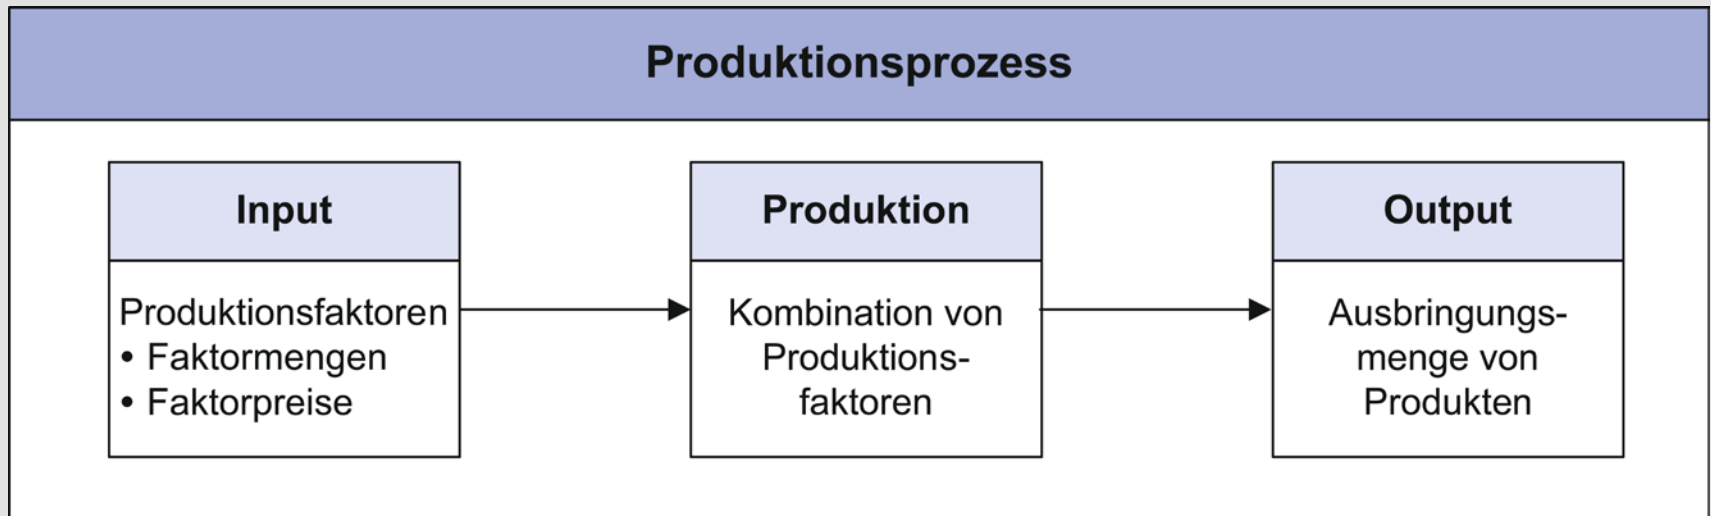 Produktionsprozess
Input
Produktionsfaktoren
• Faktormengen
• Faktorpreise
Produktion
Kombination von
Produktions-
faktoren
Output
Ausbringungs-
menge von
Produkten